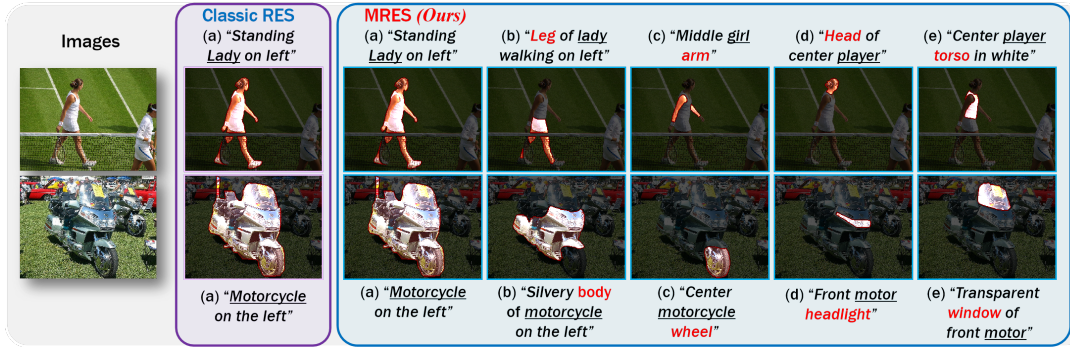 Images
Classic RES
(a) “Standing
Lady on left”
(a) “Motorcycle
on the left”
MRES (Ours)
(a) “Standing
Lady on left”
(b) “Leg of lady
walking on left”
(c) “Middle girl
arm”
(d) “Head of
center player”
(e) “Center player
torso in white”
(a) “Motorcycle
on the left”
(b) “Silvery body
of motorcycle
on the left”
(c) “Center
motorcycle
wheel”
(d) “Front motor
headlight”
(e) “Transparent
window of
front motor”